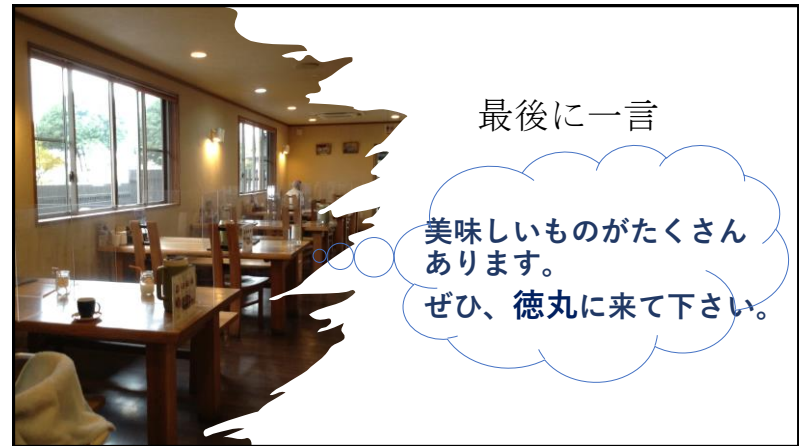 最後に一言
美味しいものがたくさん
あります。
ぜひ、徳丸に来て下さい。